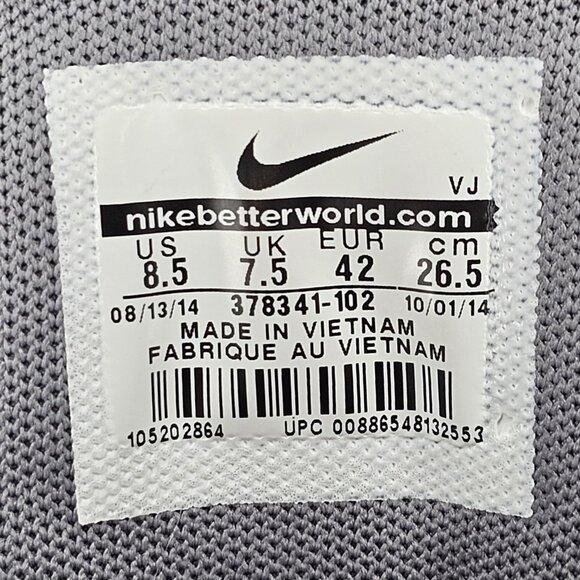 VJ
nikebetterworld.com
US UK EUR cm
8.5 7.5 42 26.5
08/13/14 378341-102 10/01/14
MADE IN VIETNAM
FABRIQUE AU VIETNAM
105202864 UPC 00886548132553